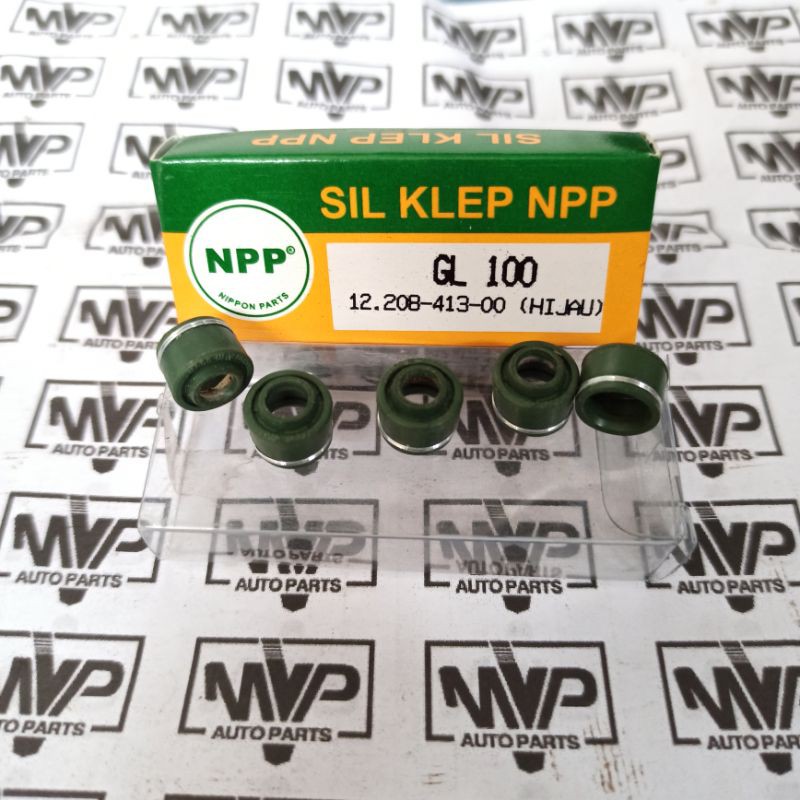 SIL KLEP NPP
SIL KLEP NPP
NPP®
NIPPON PARTS
GL 100
12.208-413-00 (HIJAU)
MVP
AUTO PARTS